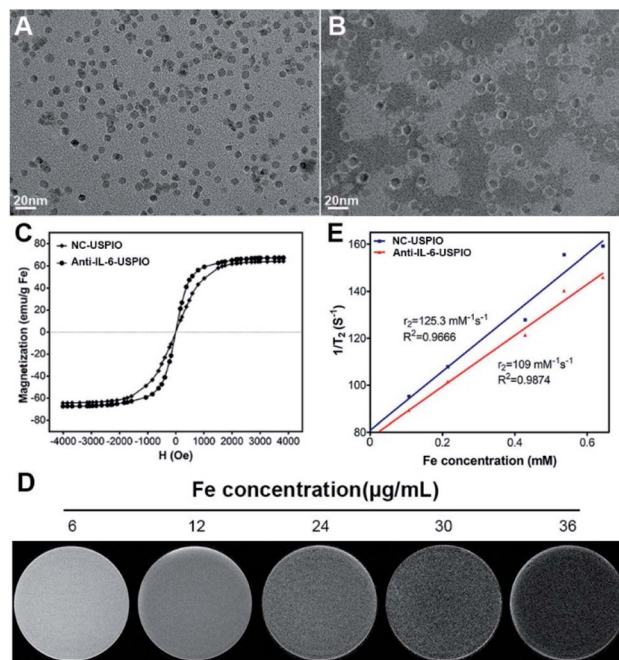 A
B
20nm
20nm
C
NC-USPIO
Anti-IL-6-USPIO
Magnetization (emu/g Fe)
80
60
40
20
0
-20
-40
-60
-80
-4000 -3000 -2000 -1000 0 1000 2000 3000 4000
H (Oe)
E
NC-USPIO
Anti-IL-6-USPIO
1/T₂ (S⁻¹)
160
140
120
100
80
r₂=125.3 mM⁻¹s⁻¹
R²=0.9666
r₂=109 mM⁻¹s⁻¹
R²=0.9874
0 0.2 0.4 0.6
Fe concentration (mM)
D
Fe concentration(μg/mL)
6 12 24 30 36